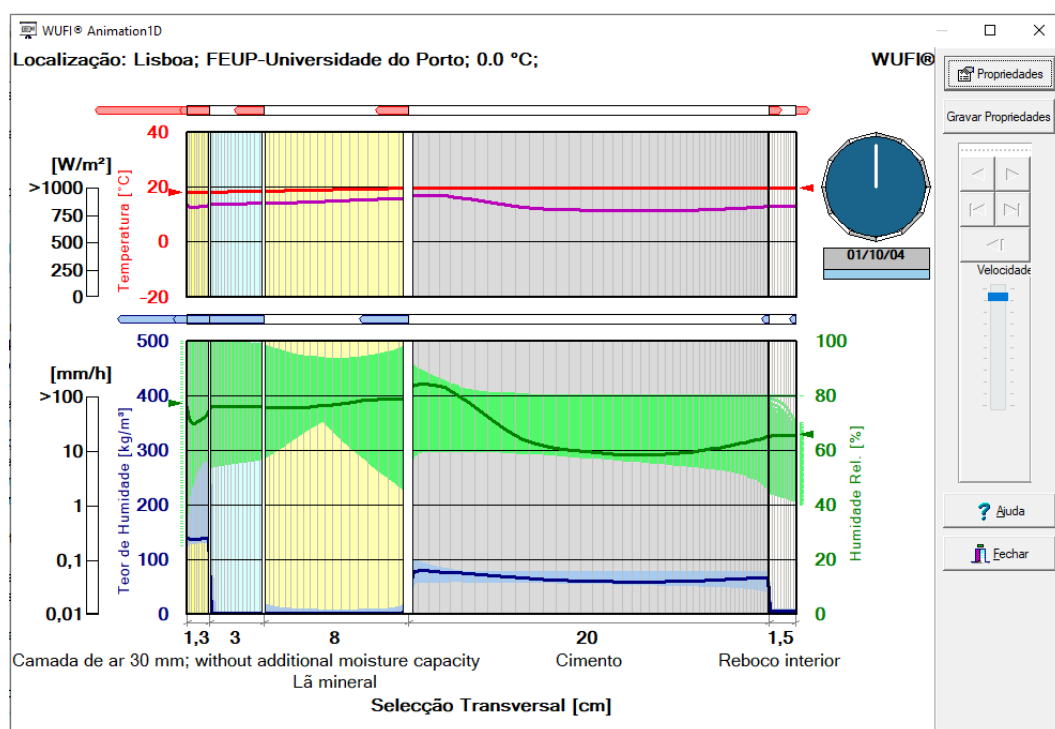 WUFI® Animation1D
Localização: Lisboa; FEUP-Universidade do Porto; 0.0 °C;
WUFI®
Propriedades
Gravar Propriedades
[W/m²]
>1000
750
500
250
0
Temperatura [°C]
40
20
0
-20
01/10/04
Velocidade
[mm/h]
>100
10
1
0,1
0,01
Teor de Humidade [kg/m³]
500
400
300
200
100
0
100
80
60
40
20
0
Humidade Rel. [%]
Ajuda
Fechar
1,3 3 8 20 1,5
Camada de ar 30 mm; without additional moisture capacity
Cimento
Reboco interior
Lã mineral
Selecção Transversal [cm]